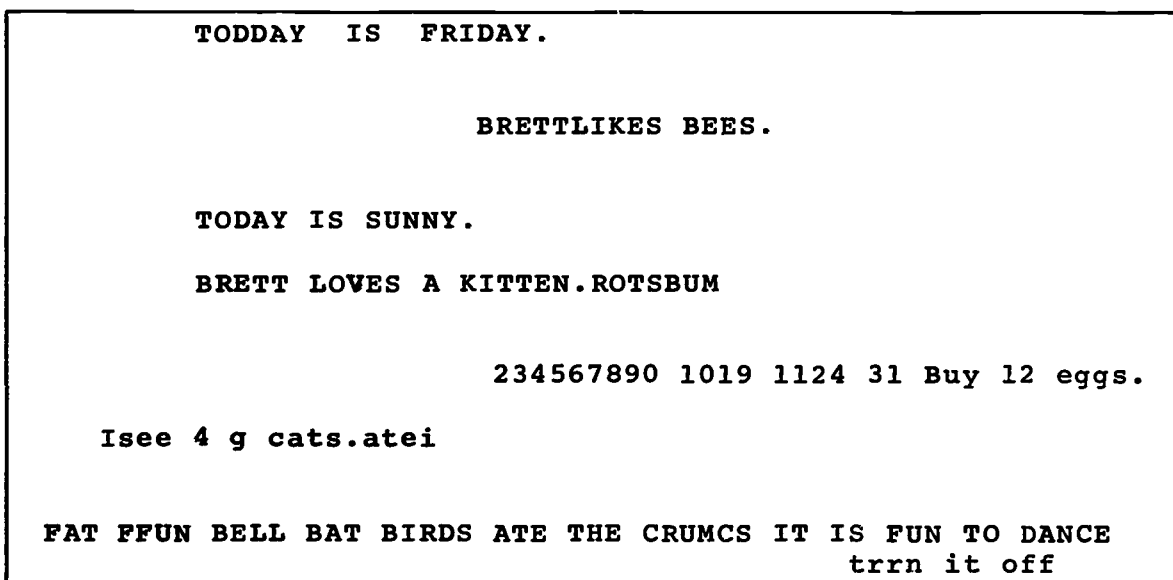 TODDAY IS FRIDAY.
BRETTLIKES BEES.
TODAY IS SUNNY.
BRETT LOVES A KITTEN.ROTSBUM
234567890 1019 1124 31 Buy 12 eggs.
Isee 4 g cats.atei
FAT FFUN BELL BAT BIRDS ATE THE CRUMCS IT IS FUN TO DANCE
trrn it off